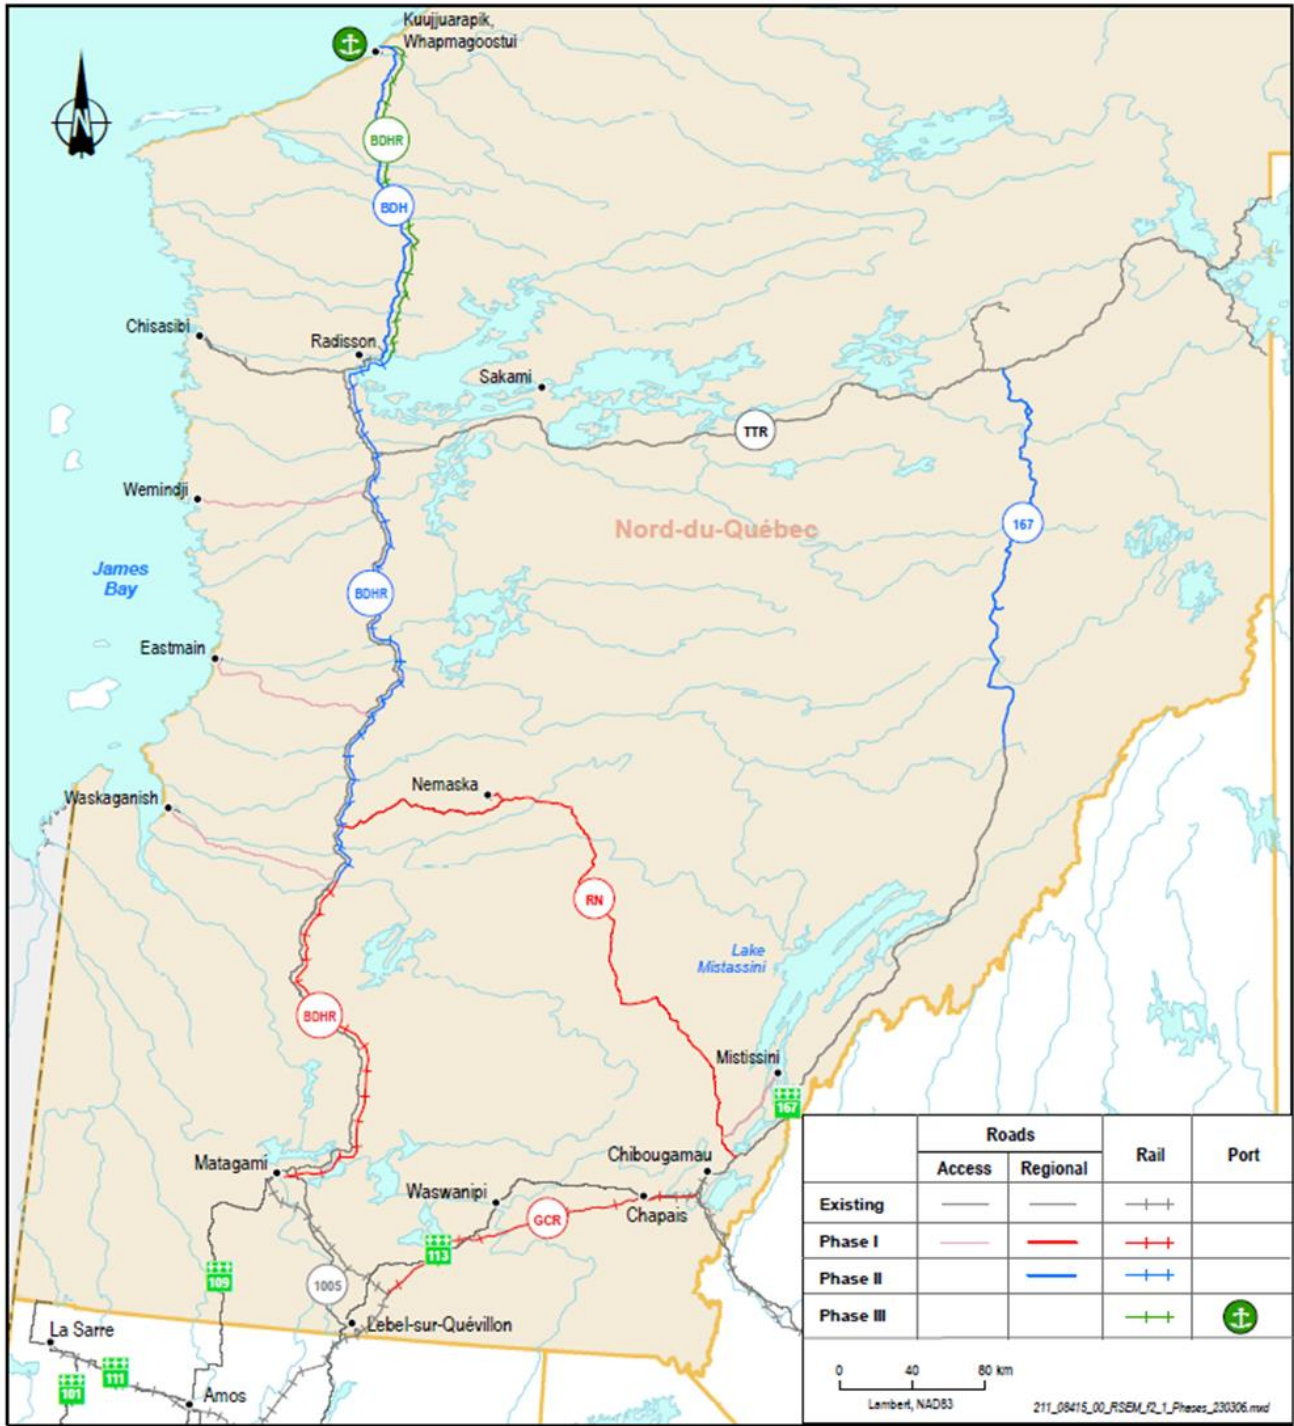 Kuujjuarapik,
Whapmagoostui
N
BDHR
BDH
Chisasibi
Radisson
Sakami
TTR
Wemindji
Nord-du-Québec
167
James
Bay
BDHR
Eastmain
Nemaska
Waskaganish
RN
Lake
Mistassini
BDHR
Mistissini
167
Matagami
Chibougamau
Waswanipi
Chapais
GCR
113
109
1005
Lebel-sur-Quévillon
La Sarre
111
101
Amos
Roads
Rail
Port
Access
Regional
Existing
Phase I
Phase II
Phase III
0 40 80 km
Lambert, NAD83
211_08415_00_RSEM_f2_1_Phases_230306.mxd